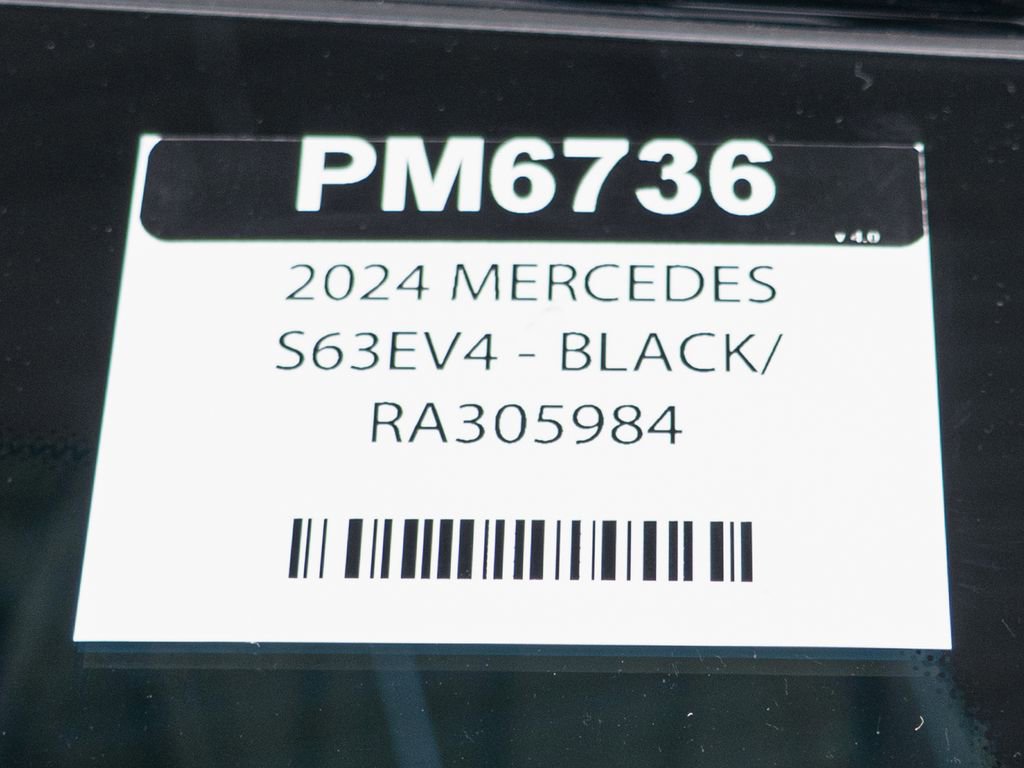 PM6736
v 4.0
2024 MERCEDES
S63EV4 - BLACK/
RA305984